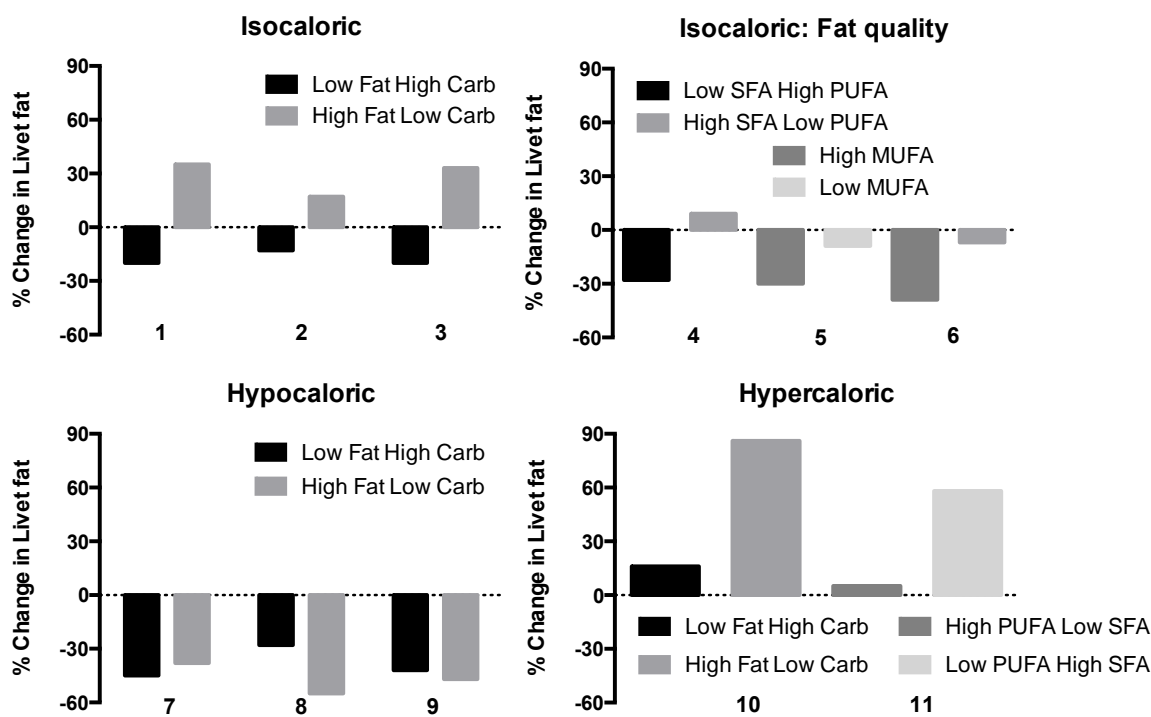 Isocaloric
% Change in Livet fat
90
60
30
0
-30
-60
Low Fat High Carb
High Fat Low Carb
1 2 3
Isocaloric: Fat quality
% Change in Livet fat
90
60
30
0
-30
-60
Low SFA High PUFA
High SFA Low PUFA
High MUFA
Low MUFA
4 5 6
Hypocaloric
% Change in Livet fat
90
60
30
0
-30
-60
Low Fat High Carb
High Fat Low Carb
7 8 9
Hypercaloric
% Change in Livet fat
90
60
30
0
-30
-60
Low Fat High Carb
High Fat Low Carb
High PUFA Low SFA
Low PUFA High SFA
10 11